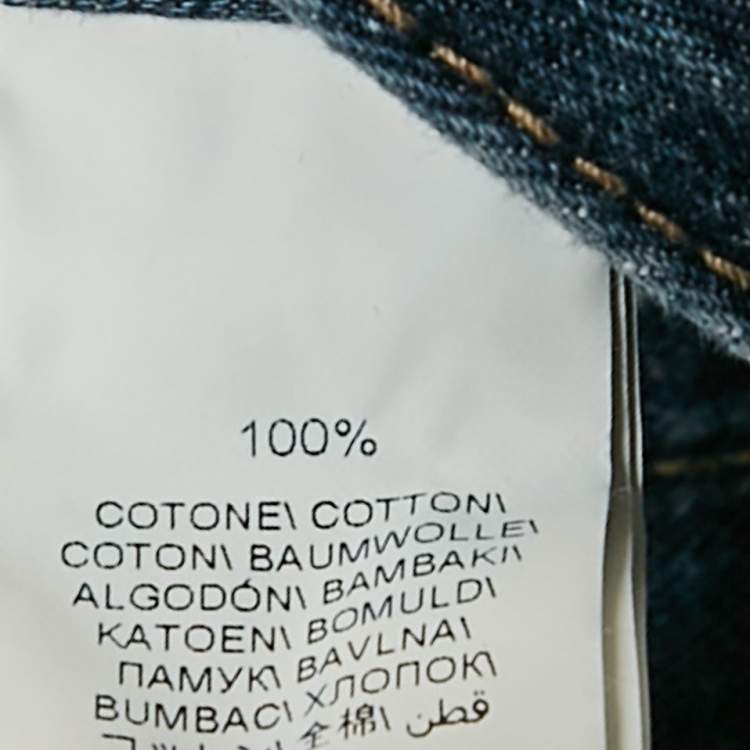 100%
COTONE\ COTTON\
COTON\ BAUMWOLLE\
ALGODÓN\ BAMBAKI\
KATOEN\ BOMULD\
ПАМУК\ BAVLNA\
BUMBAC\ ХЛОПОК\
全棉\ قطن